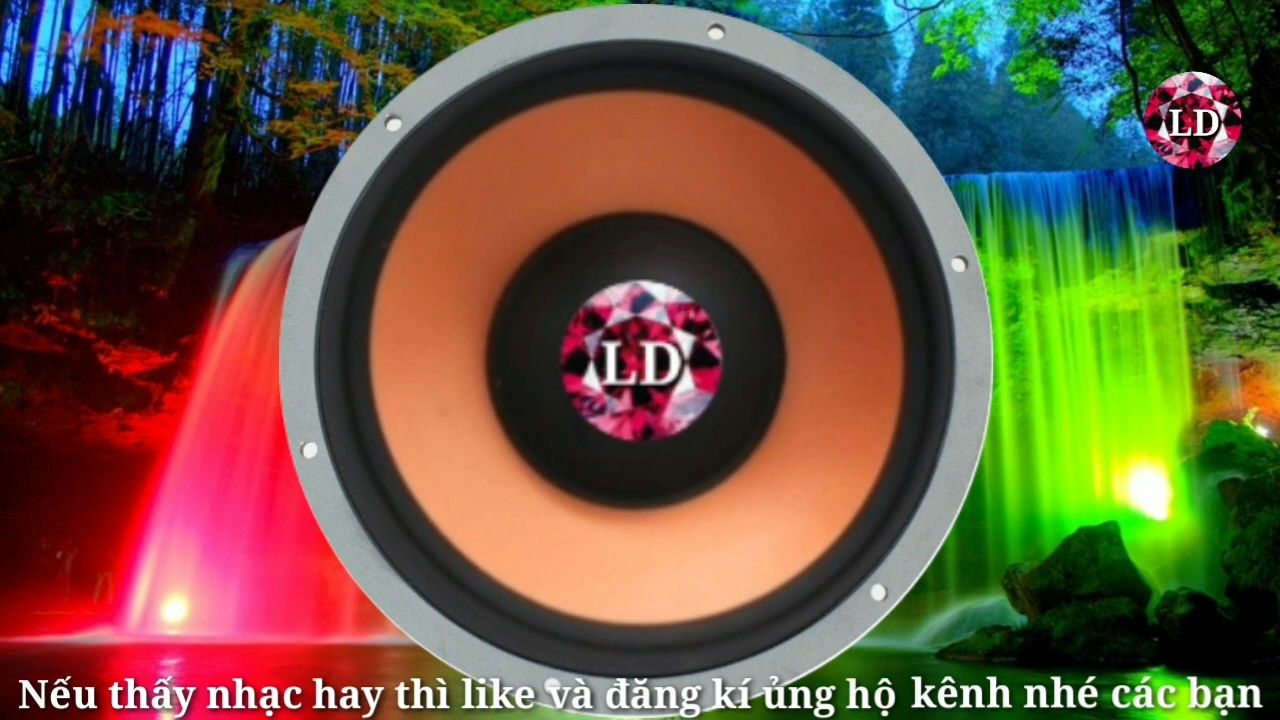 LD
LD
Nếu thấy nhạc hay thì like và đăng kí ủng hộ kênh nhé các bạn